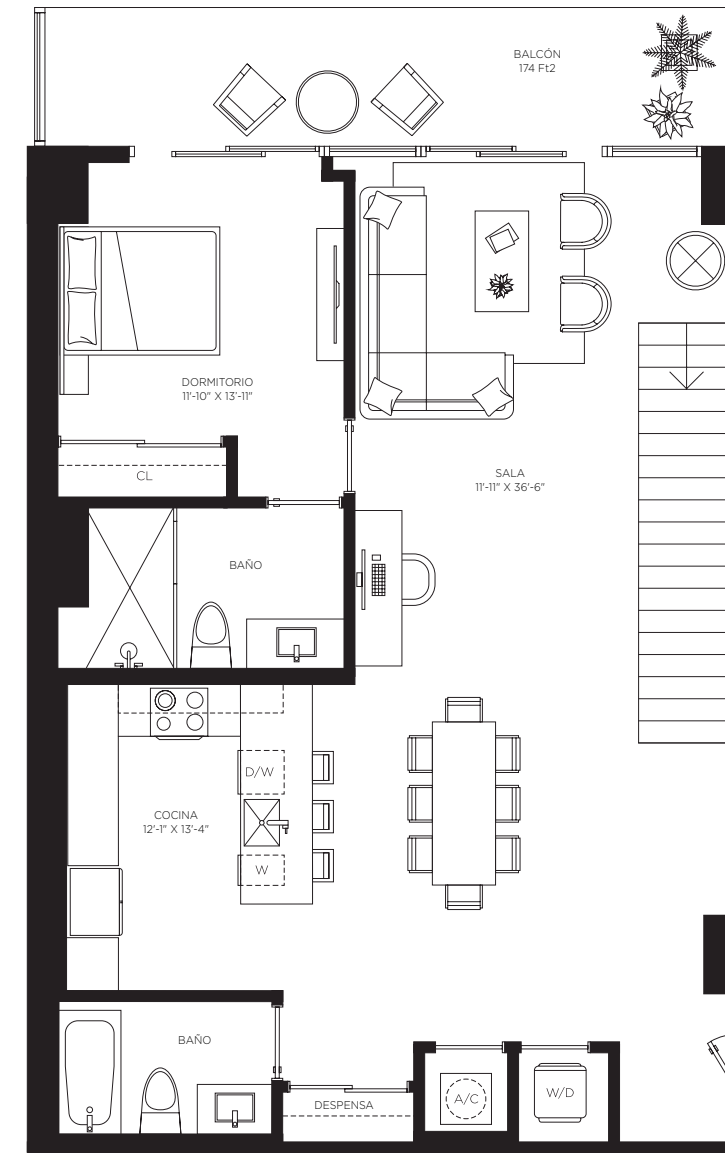 BALCÓN
174 Ft2
DORMITORIO
11'-10" X 13'-11"
CL
SALA
11'-11" X 36'-6"
BAÑO
D/W
COCINA
12'-1" X 13'-4"
W
BAÑO
DESPENSA
A/C
W/D